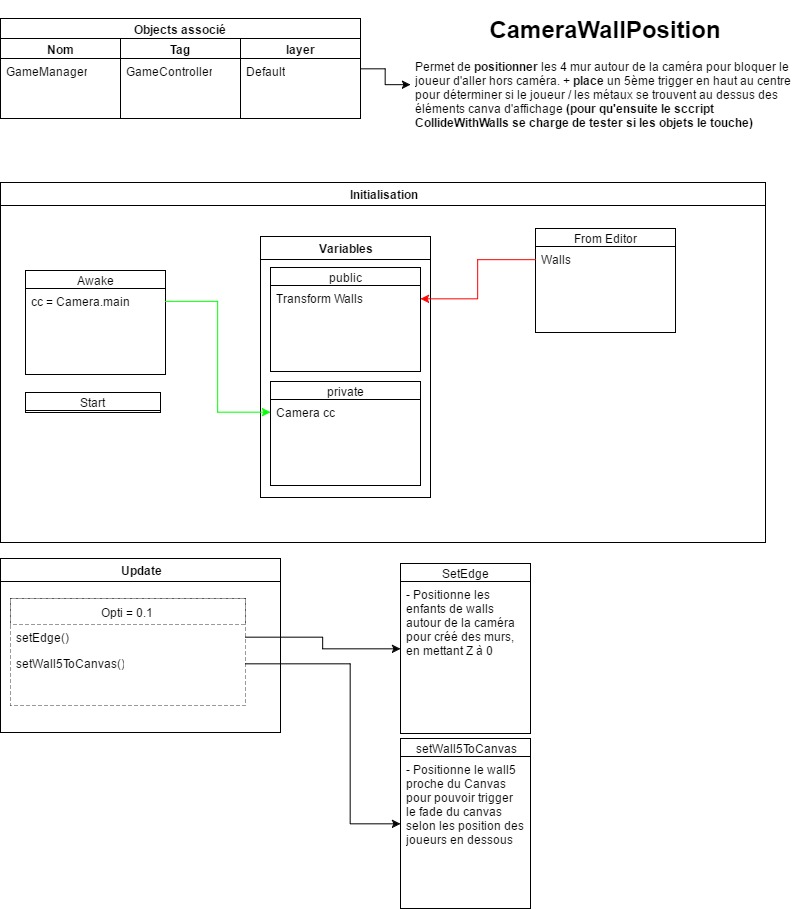 Objects associé
Nom Tag layer
GameManager GameController Default
CameraWallPosition
Permet de positionner les 4 mur autour de la caméra pour bloquer le
joueur d'aller hors caméra. + place un 5ème trigger en haut au centre
pour déterminer si le joueur / les métaux se trouvent au dessus des
éléments canva d'affichage (pour qu'ensuite le sccript
CollideWithWalls se charge de tester si les objets le touche)
Initialisation
Awake
cc = Camera.main
Start
Variables
public
Transform Walls
private
Camera cc
From Editor
Walls
Update
Opti = 0.1
setEdge()
setWall5ToCanvas()
SetEdge
- Positionne les
enfants de walls
autour de la caméra
pour créé des murs,
en mettant Z à 0
setWall5ToCanvas
- Positionne le wall5
proche du Canvas
pour pouvoir trigger
le fade du canvas
selon les position des
joueurs en dessous